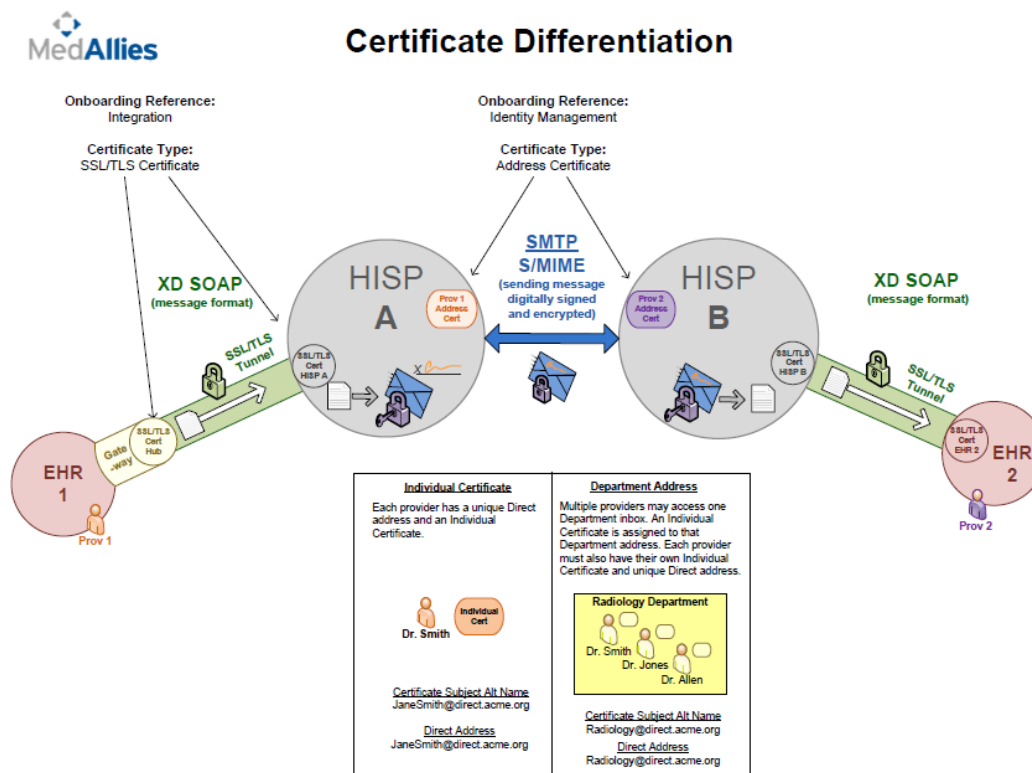 MedAllies
Certificate Differentiation
Onboarding Reference:
Integration
Certificate Type:
SSL/TLS Certificate
Onboarding Reference:
Identity Management
Certificate Type:
Address Certificate
XD SOAP
(message format)
SSL/TLS
Tunnel
HISP
A
Prov 1
Address
Cert
SSL/TLS
Cert
HISP A
X
SMTP
S/MIME
(sending message
digitally signed
and encrypted)
HISP
B
Prov 2
Address
Cert
SSL/TLS
Cert
HISP B
XD SOAP
(message format)
SSL/TLS
Tunnel
EHR
1
Gate
-way
SSL/TLS
Cert
Hub
Prov 1
SSL/TLS
Cert
EHR 2
EHR
2
Prov 2
Individual Certificate
Each provider has a unique Direct
address and an Individual
Certificate.
Dr. Smith
Individual
Cert
Certificate Subject Alt Name
JaneSmith@direct.acme.org
Direct Address
JaneSmith@direct.acme.org
Department Address
Multiple providers may access one
Department inbox. An Individual
Certificate is assigned to that
Department address. Each provider
must also have their own Individual
Certificate and unique Direct address.
Radiology Department
Dr. Smith
Dr. Jones
Dr. Allen
Certificate Subject Alt Name
Radiology@direct.acme.org
Direct Address
Radiology@direct.acme.org